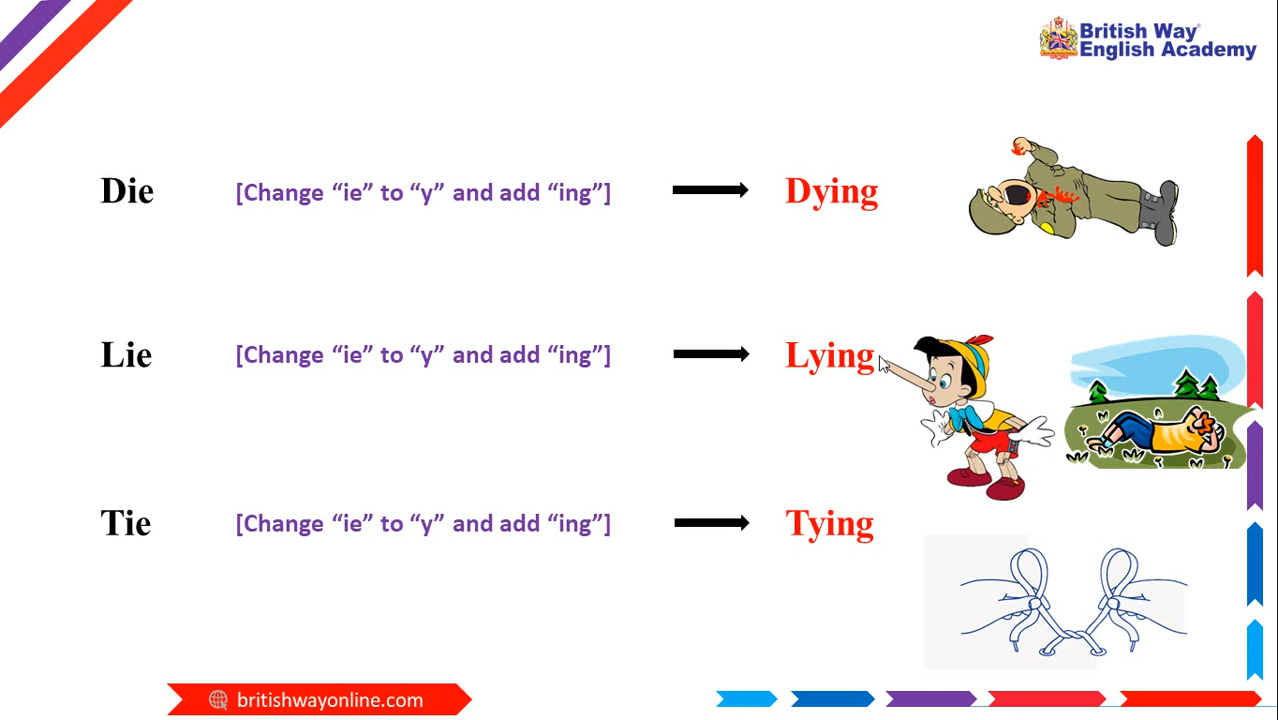 British Way
English Academy
Die [Change “ie” to “y” and add “ing”] Dying
Lie [Change “ie” to “y” and add “ing”] Lying
Tie [Change “ie” to “y” and add “ing”] Tying
britishwayonline.com